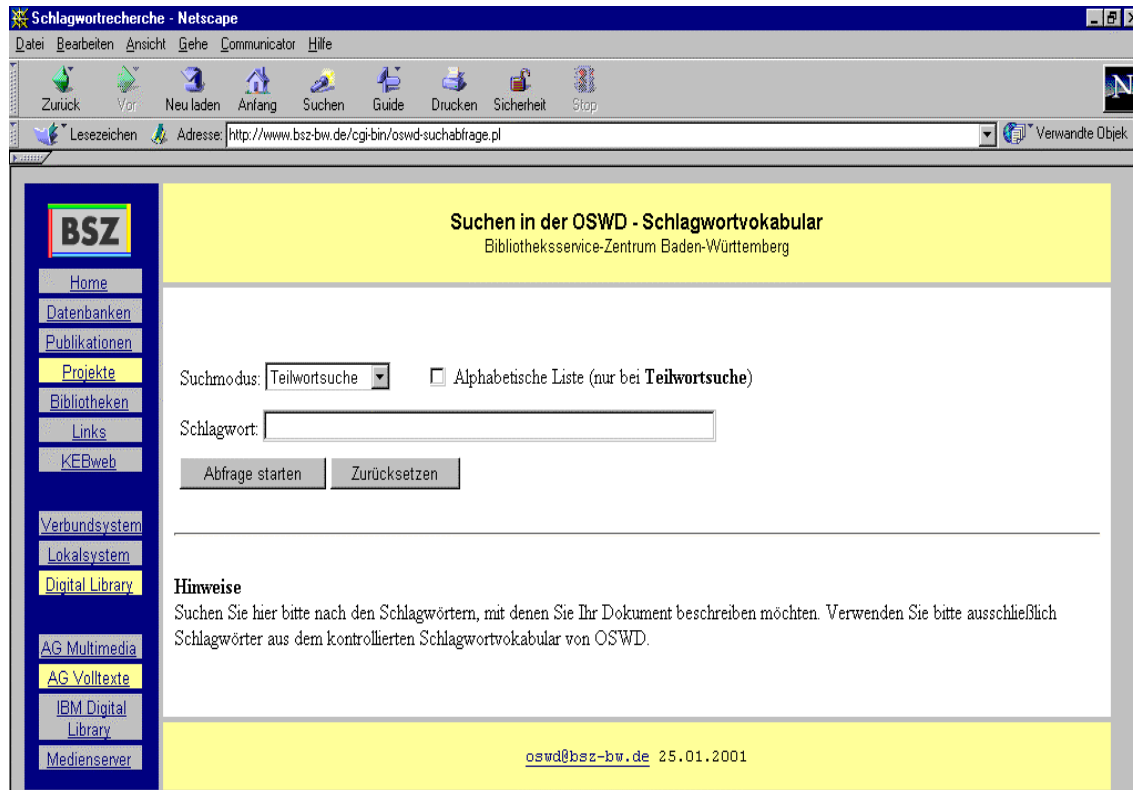 Schlagwortrecherche - Netscape
Datei Bearbeiten Ansicht Gehe Communicator Hilfe
Zurück Vor Neu laden Anfang Suchen Guide Drucken Sicherheit Stop
N
Lesezeichen Adresse: http://www.bsz-bw.de/cgi-bin/oswd-suchabfrage.pl Verwandte Objek
BSZ
Home
Datenbanken
Publikationen
Projekte
Bibliotheken
Links
KEBweb
Verbundsystem
Lokalsystem
Digital Library
AG Multimedia
AG Volltexte
IBM Digital
Library
Medienserver
Suchen in der OSWD - Schlagwortvokabular
Bibliotheksservice-Zentrum Baden-Württemberg
Suchmodus: Teilwortsuche Alphabetische Liste (nur bei Teilwortsuche)
Schlagwort:
Abfrage starten Zurücksetzen
Hinweise
Suchen Sie hier bitte nach den Schlagwörtern, mit denen Sie Ihr Dokument beschreiben möchten. Verwenden Sie bitte ausschließlich
Schlagwörter aus dem kontrollierten Schlagwortvokabular von OSWD.
oswd@bsz-bw.de 25.01.2001